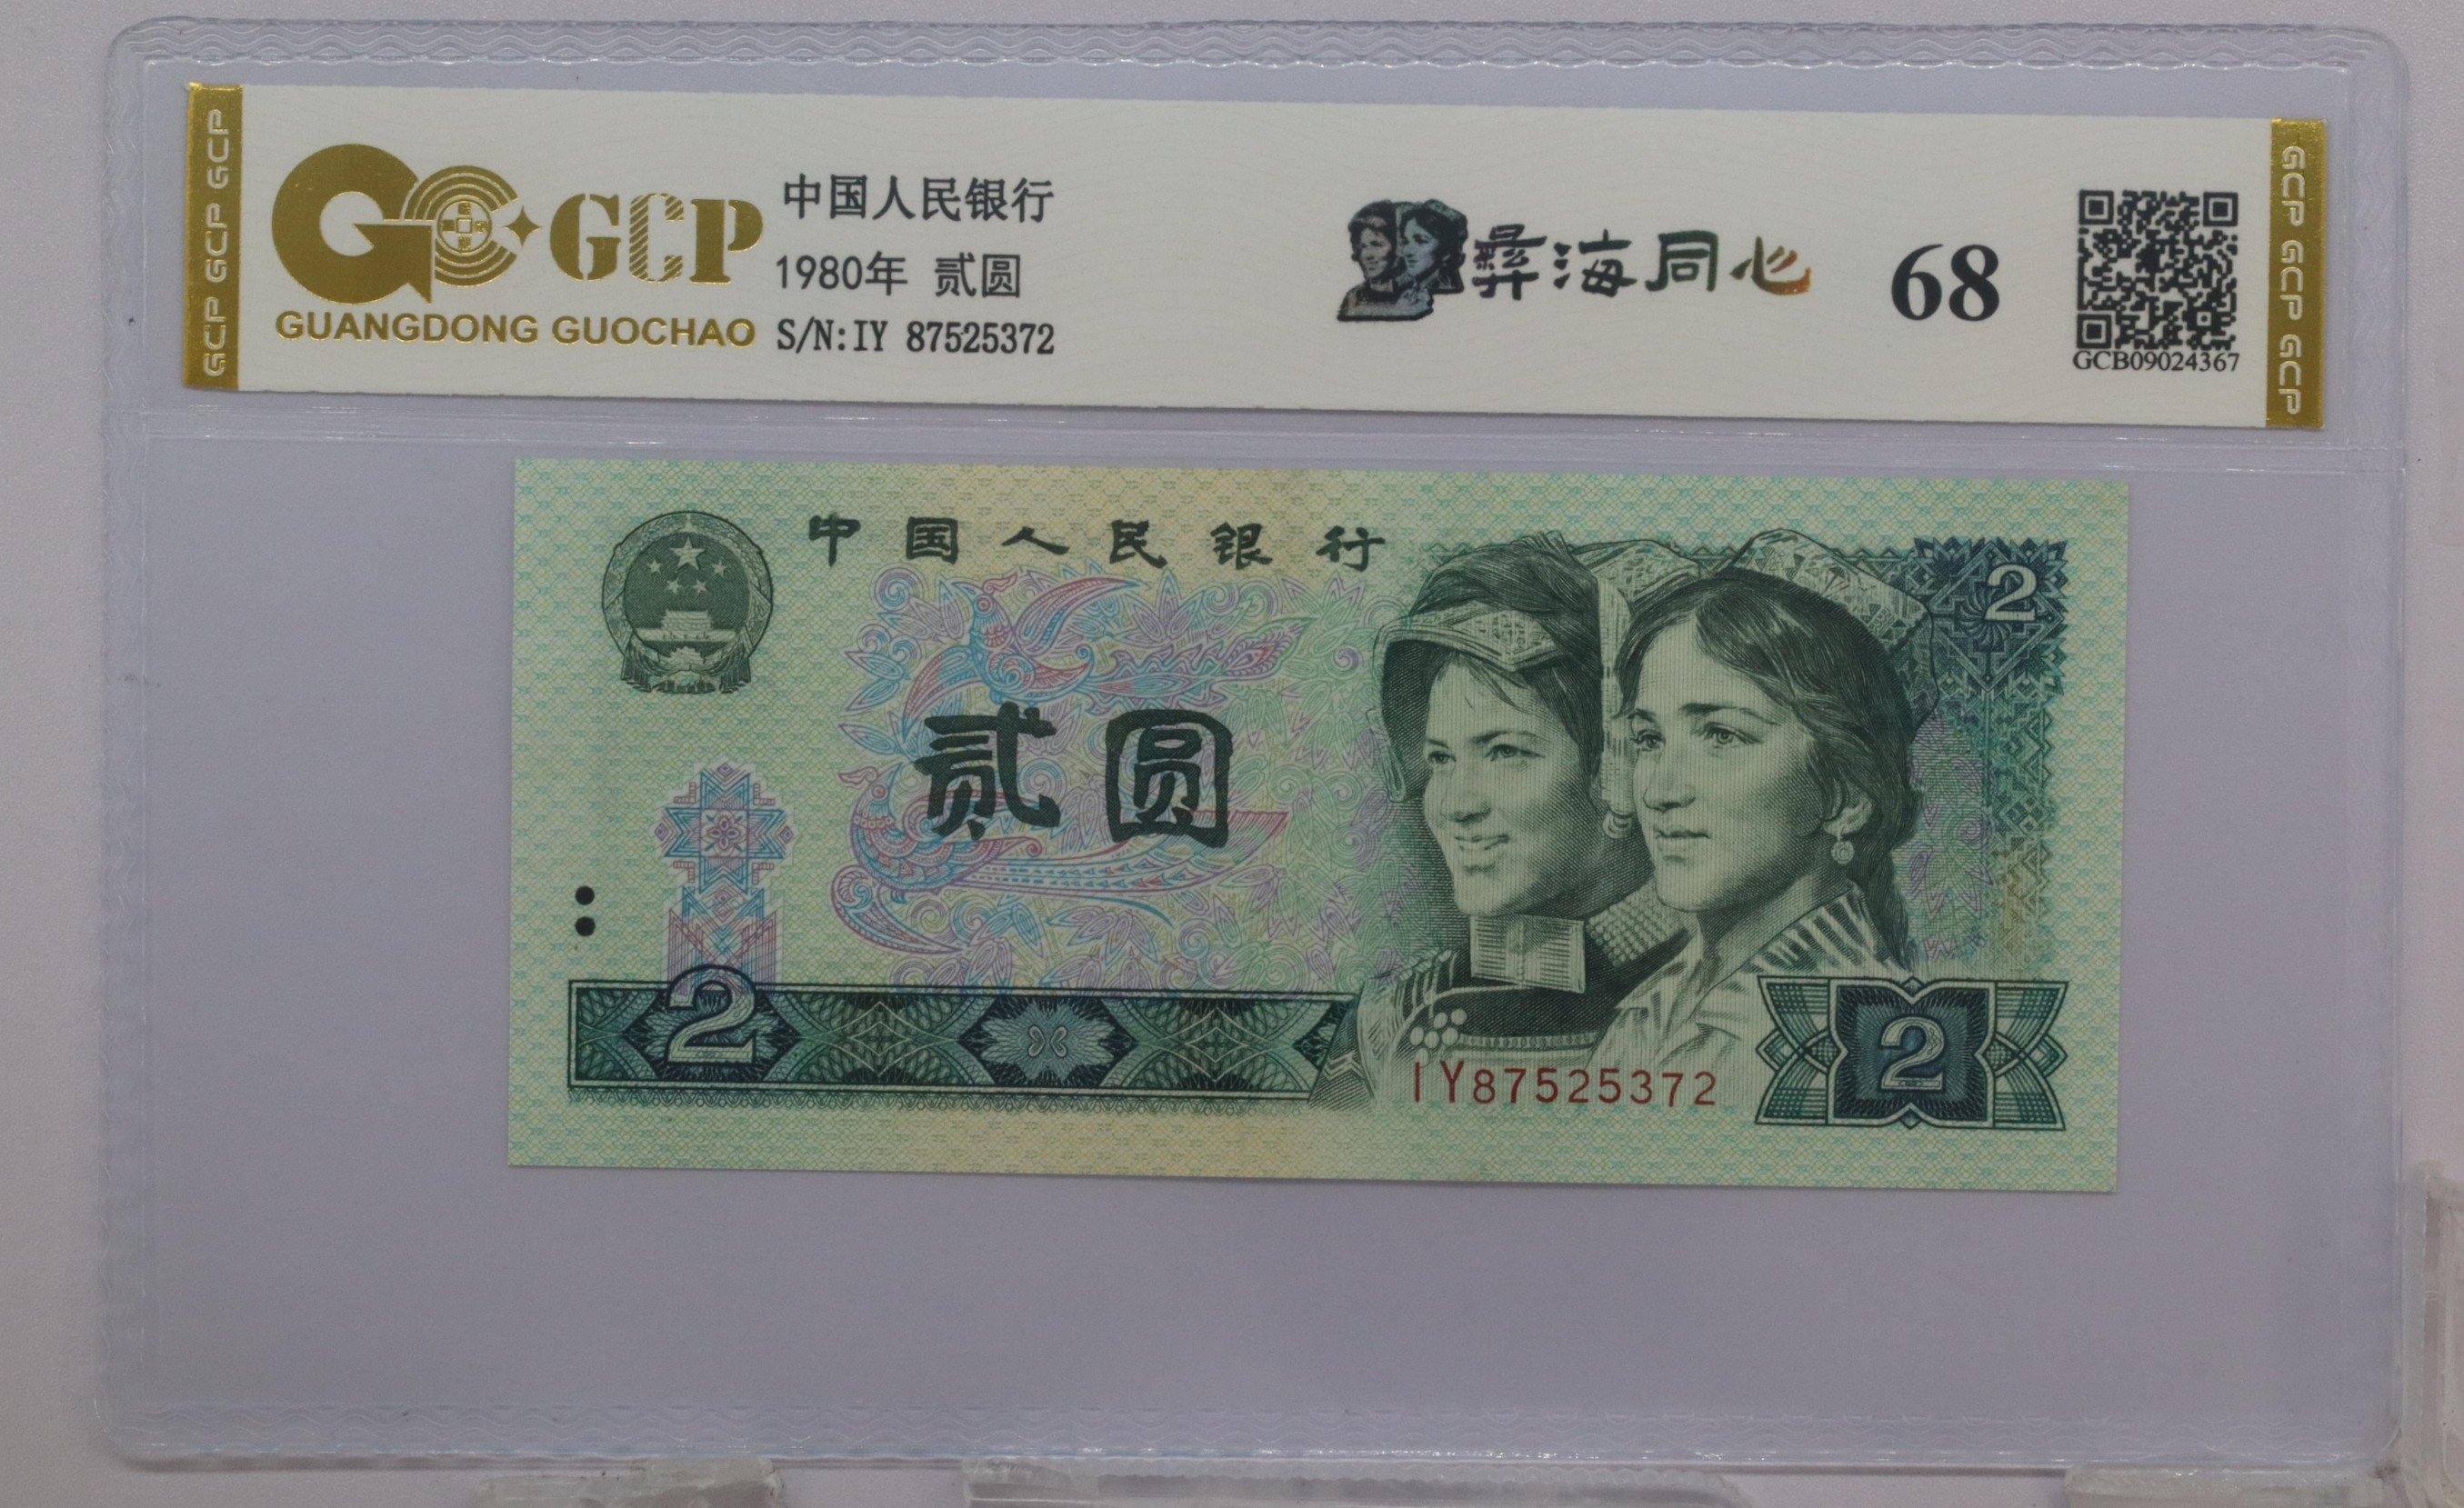 GCP GCP GCP
GCP
GUANGDONG GUOCHAO
中国人民银行
1980年 贰圆
S/N:IY 87525372
彝海同心
68
GCB09024367
GCP GCP GCP
中国人民银行
2
贰圆
2
IY87525372
2